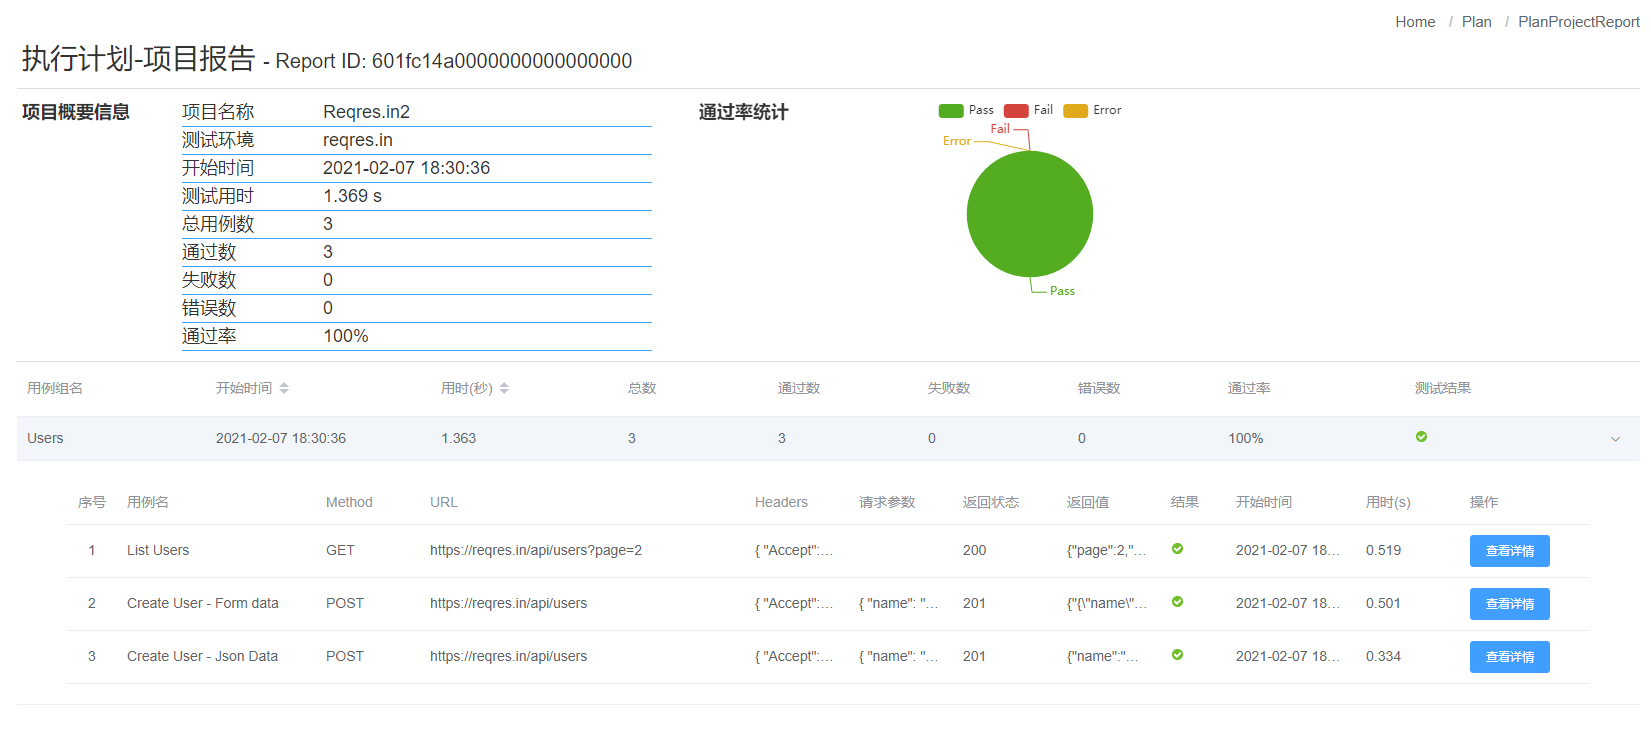 Home / Plan / PlanProjectReport
执行计划-项目报告 - Report ID: 601fc14a0000000000000000
项目概要信息
项目名称 Reqres.in2
测试环境 reqres.in
开始时间 2021-02-07 18:30:36
测试用时 1.369 s
总用例数 3
通过数 3
失败数 0
错误数 0
通过率 100%
通过率统计
Pass Fail Error
Fail
Error
Pass
用例组名 开始时间 用时(秒) 总数 通过数 失败数 错误数 通过率 测试结果
Users 2021-02-07 18:30:36 1.363 3 3 0 0 100%
序号 用例名 Method URL Headers 请求参数 返回状态 返回值 结果 开始时间 用时(s) 操作
1 List Users GET https://reqres.in/api/users?page=2 { "Accept":... 200 {"page":2,"... 2021-02-07 18... 0.519 查看详情
2 Create User - Form data POST https://reqres.in/api/users { "Accept":... { "name": "... 201 {"{\"name\"... 2021-02-07 18... 0.501 查看详情
3 Create User - Json Data POST https://reqres.in/api/users { "Accept":... { "name": "... 201 {"name":"... 2021-02-07 18... 0.334 查看详情